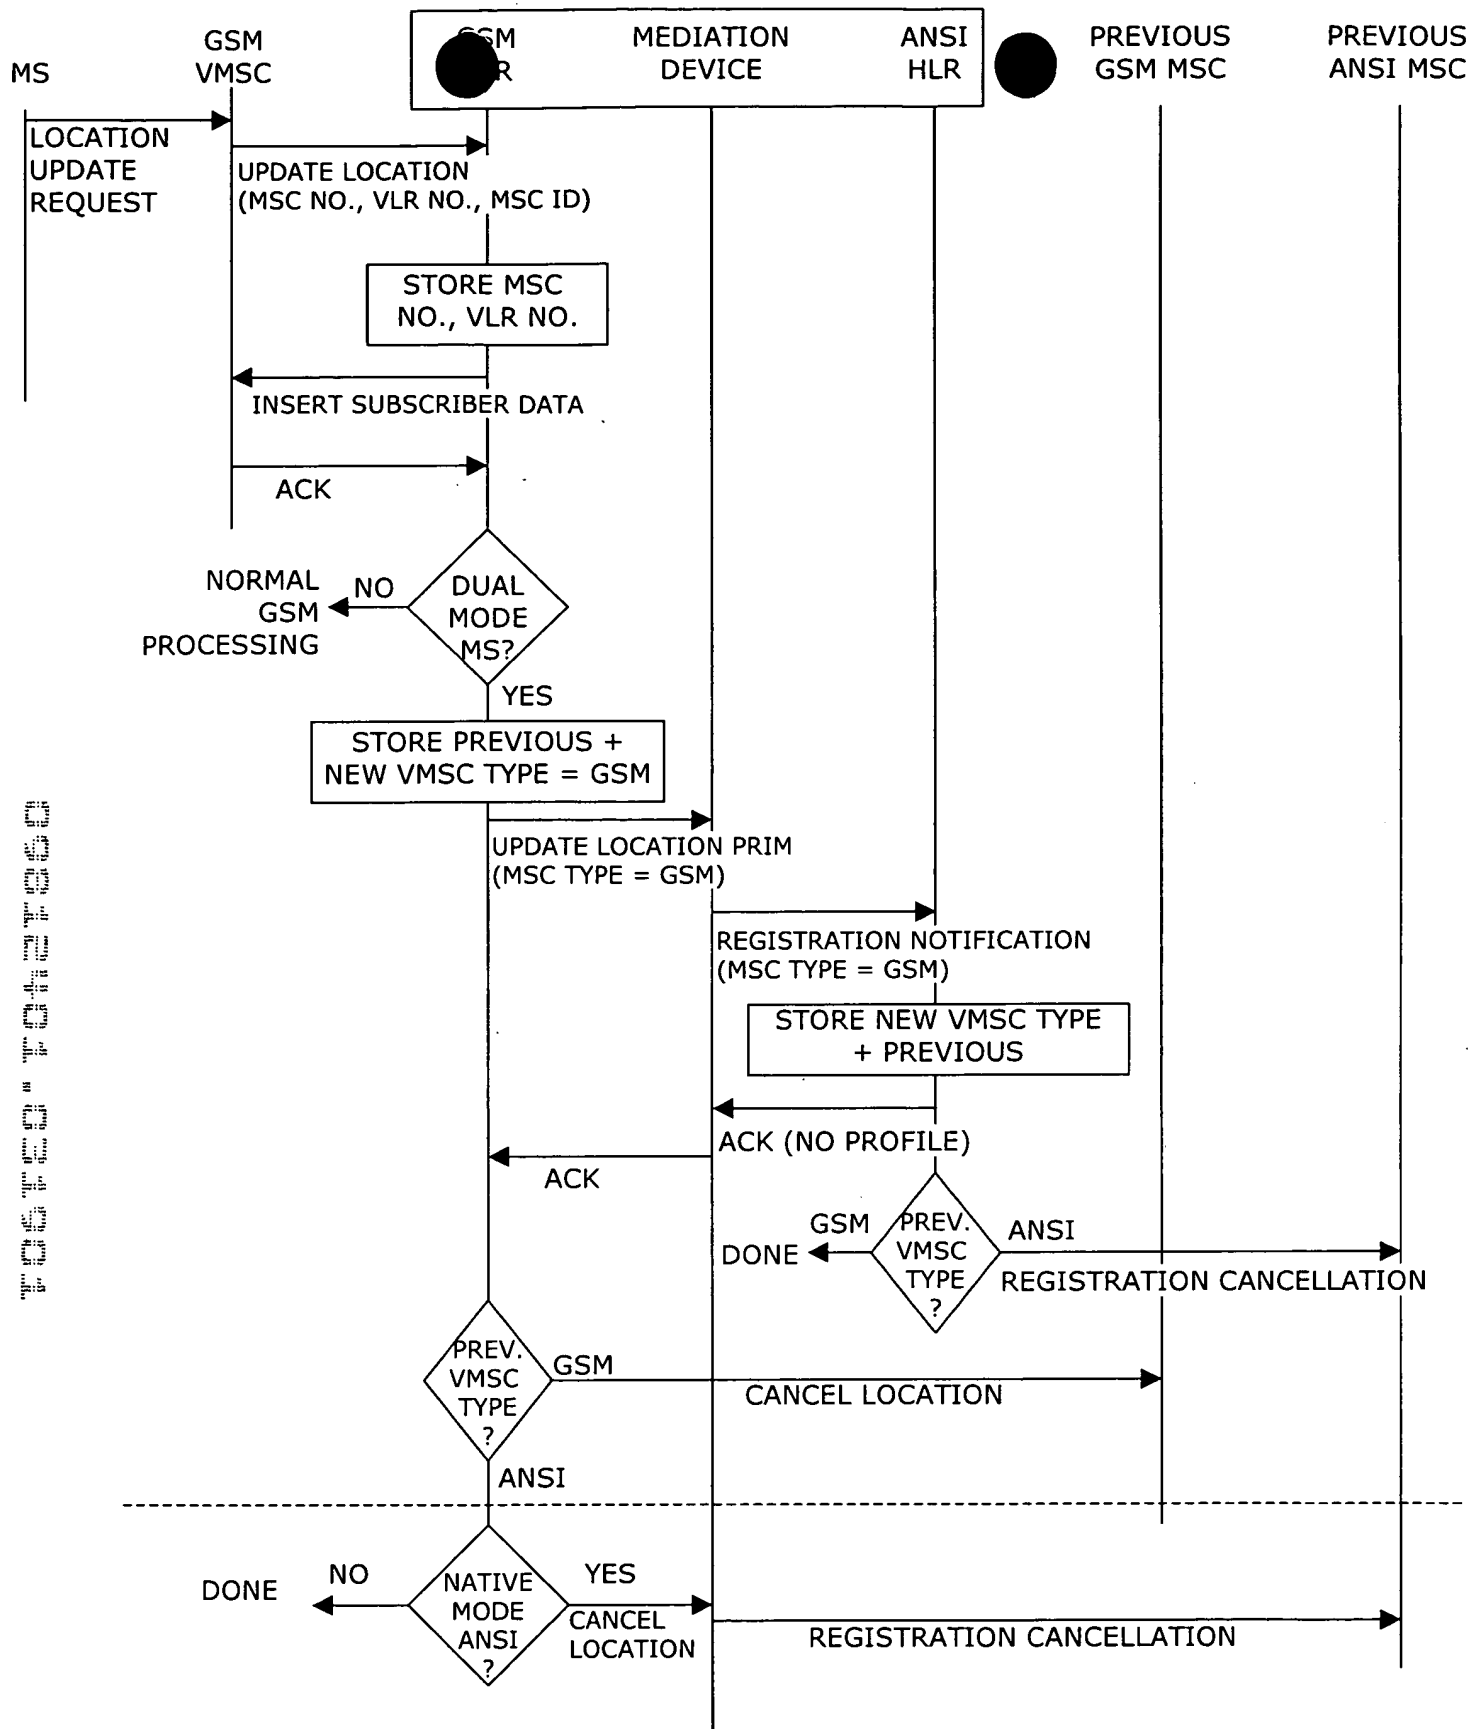 MS
GSM
VMSC
GSM
MEDIATION
DEVICE
ANSI
HLR
PREVIOUS
GSM MSC
PREVIOUS
ANSI MSC
LOCATION
UPDATE
REQUEST
UPDATE LOCATION
(MSC NO., VLR NO., MSC ID)
STORE MSC
NO., VLR NO.
INSERT SUBSCRIBER DATA
ACK
DUAL
MODE
MS?
NO
NORMAL
GSM
PROCESSING
YES
STORE PREVIOUS +
NEW VMSC TYPE = GSM
UPDATE LOCATION PRIM
(MSC TYPE = GSM)
REGISTRATION NOTIFICATION
(MSC TYPE = GSM)
STORE NEW VMSC TYPE
+ PREVIOUS
ACK (NO PROFILE)
ACK
PREV.
VMSC
TYPE
?
GSM
DONE
ANSI
REGISTRATION CANCELLATION
PREV.
VMSC
TYPE
?
GSM
CANCEL LOCATION
ANSI
NATIVE
MODE
ANSI
?
NO
DONE
YES
CANCEL
LOCATION
REGISTRATION CANCELLATION